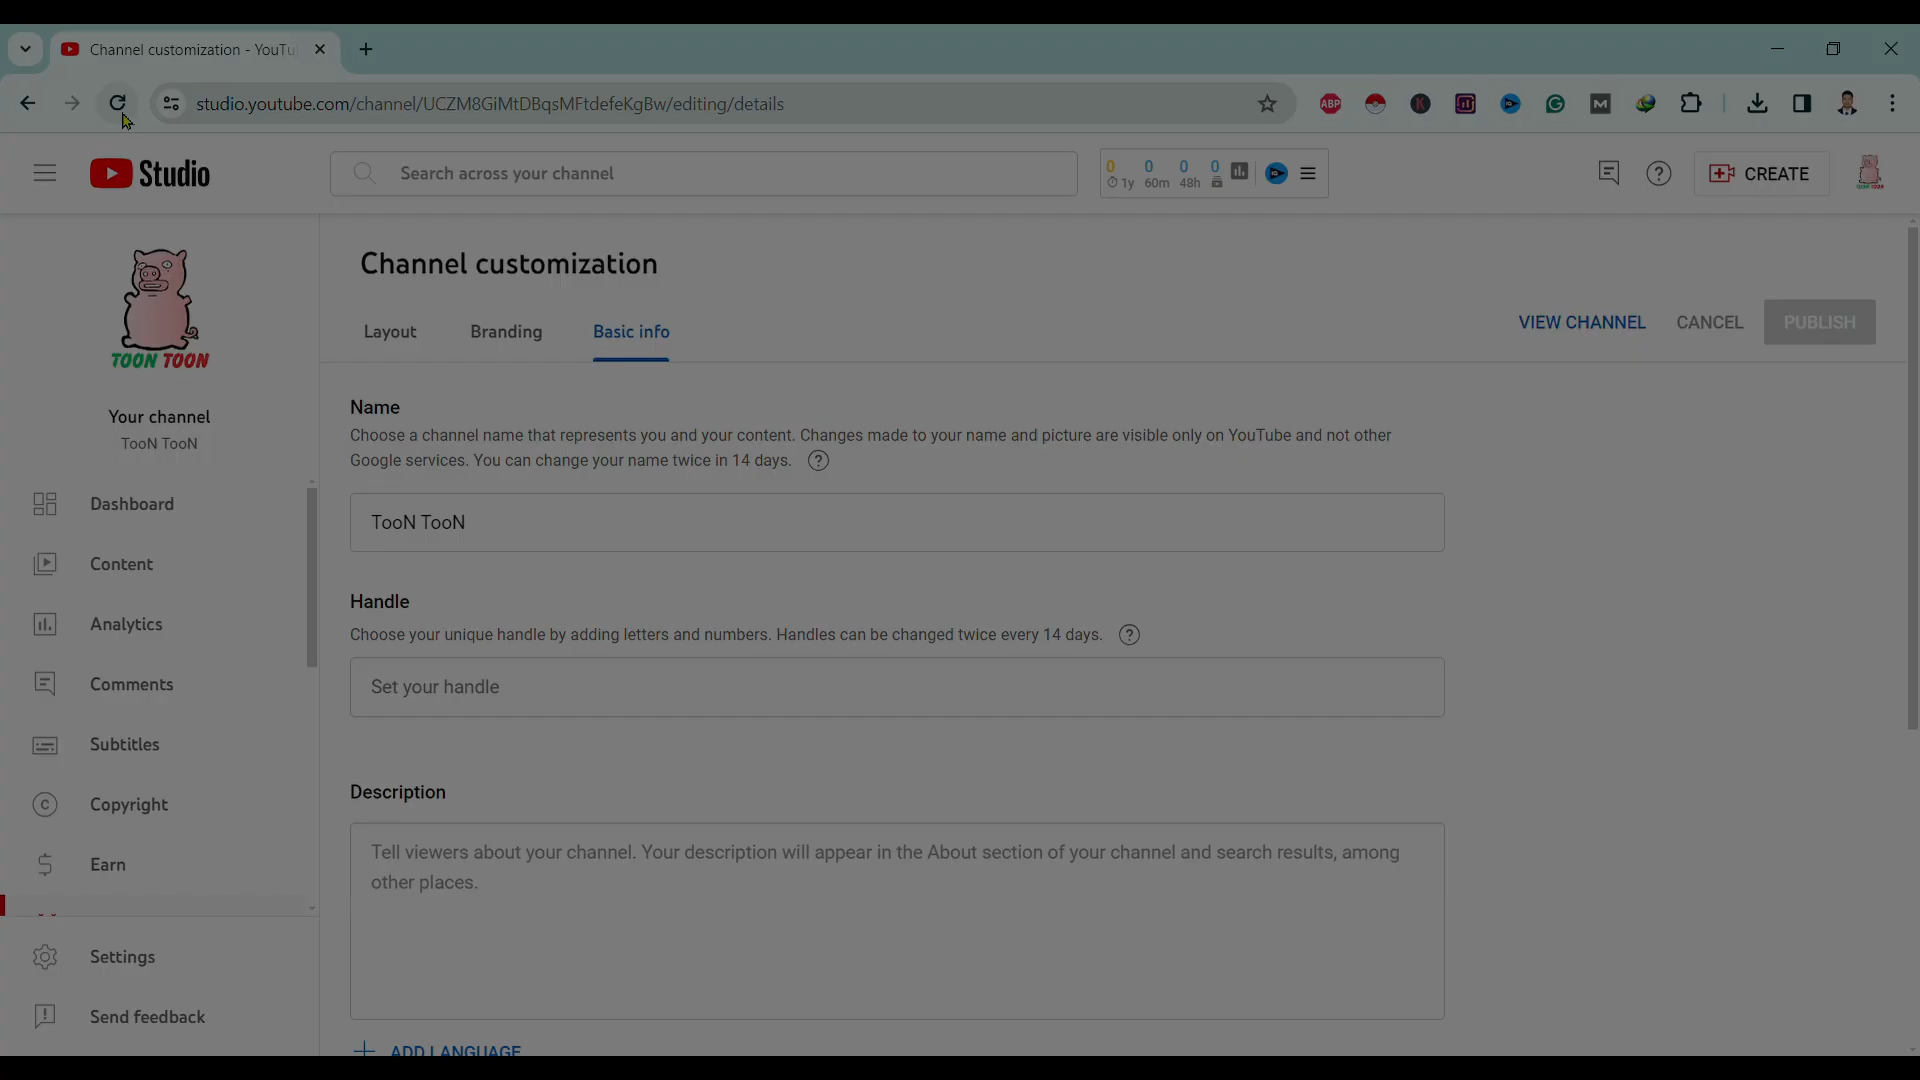 Channel customization - YouTu
studio.youtube.com/channel/UCZM8GiMtDBqsMFtdefeKgBw/editing/details
ABP
K
G
M
Studio
Search across your channel
0 0 0 0
1y 60m 48h
CREATE
TOON TOON
Your channel
TooN TooN
Dashboard
Content
Analytics
Comments
Subtitles
Copyright
Earn
Settings
Send feedback
Channel customization
Layout Branding Basic info
VIEW CHANNEL CANCEL PUBLISH
Name
Choose a channel name that represents you and your content. Changes made to your name and picture are visible only on YouTube and not other
Google services. You can change your name twice in 14 days.
TooN TooN
Handle
Choose your unique handle by adding letters and numbers. Handles can be changed twice every 14 days.
Set your handle
Description
Tell viewers about your channel. Your description will appear in the About section of your channel and search results, among
other places.
ADD LANGUAGE